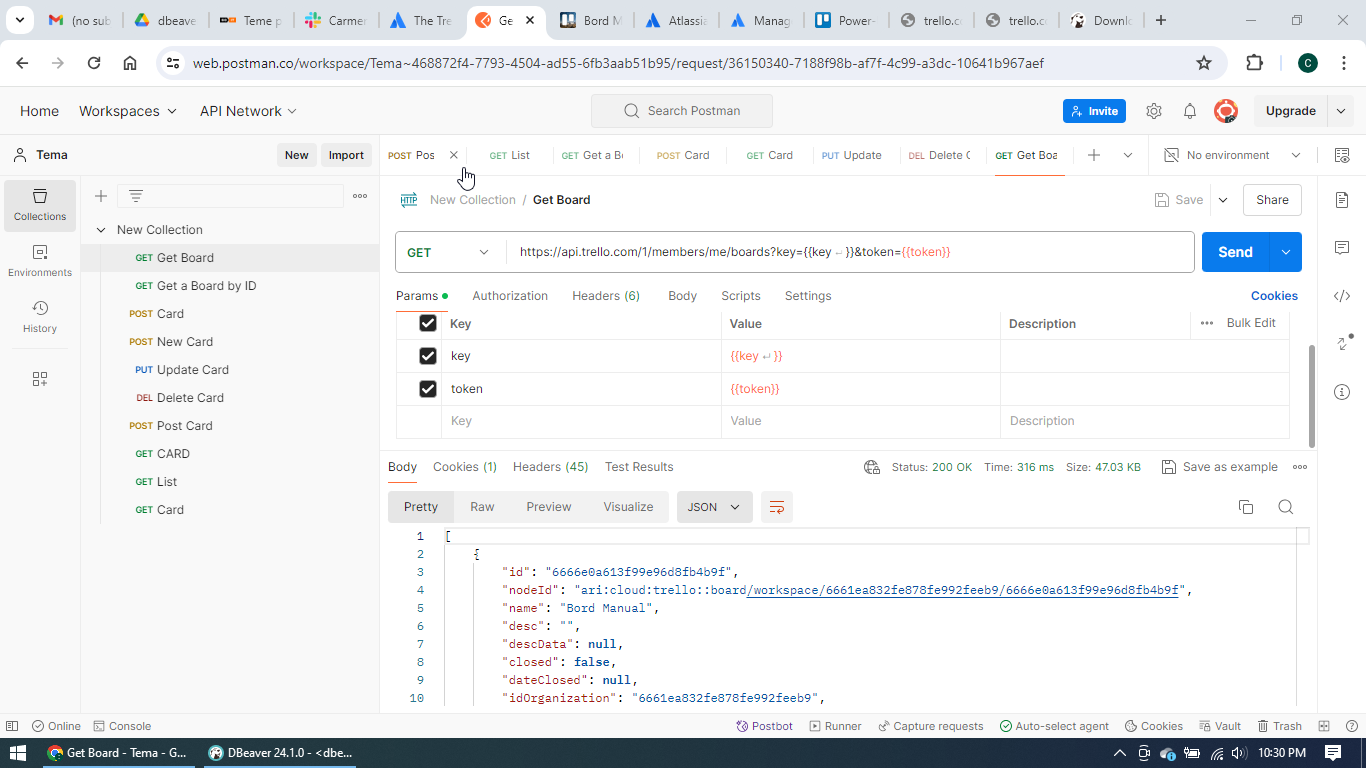 (no sub
dbeave
Teme p
Carmen
The Tre
Ge
Bord M
Atlassia
Manag
Power-
trello.c
trello.c
Downlo
web.postman.co/workspace/Tema~468872f4-7793-4504-ad55-6fb3aab51b95/request/36150340-7188f98b-af7f-4c99-a3dc-10641b967aef
C
Home Workspaces API Network Search Postman Invite Upgrade
Tema New Import
POST Pos GET List GET Get a Bo POST Card GET Card PUT Update DEL Delete C GET Get Boa No environment
Collections
Environments
History
New Collection
GET Get Board
GET Get a Board by ID
POST Card
POST New Card
PUT Update Card
DEL Delete Card
POST Post Card
GET CARD
GET List
GET Card
HTTP New Collection / Get Board Save Share
GET https://api.trello.com/1/members/me/boards?key={{key ↵ }}&token={{token}} Send
Params Authorization Headers (6) Body Scripts Settings Cookies
Key Value Description Bulk Edit
key {{key ↵ }}
token {{token}}
Key Value Description
Body Cookies (1) Headers (45) Test Results Status: 200 OK Time: 316 ms Size: 47.03 KB Save as example
Pretty Raw Preview Visualize JSON
1 [
2 {
3 "id": "6666e0a613f99e96d8fb4b9f",
4 "nodeId": "ari:cloud:trello::board/workspace/6661ea832fe878fe992feeb9/6666e0a613f99e96d8fb4b9f",
5 "name": "Bord Manual",
6 "desc": "",
7 "descData": null,
8 "closed": false,
9 "dateClosed": null,
10 "idOrganization": "6661ea832fe878fe992feeb9",
Online Console Postbot Runner Capture requests Auto-select agent Cookies Vault Trash
Get Board - Tema - G... DBeaver 24.1.0 - <dbe... 10:30 PM